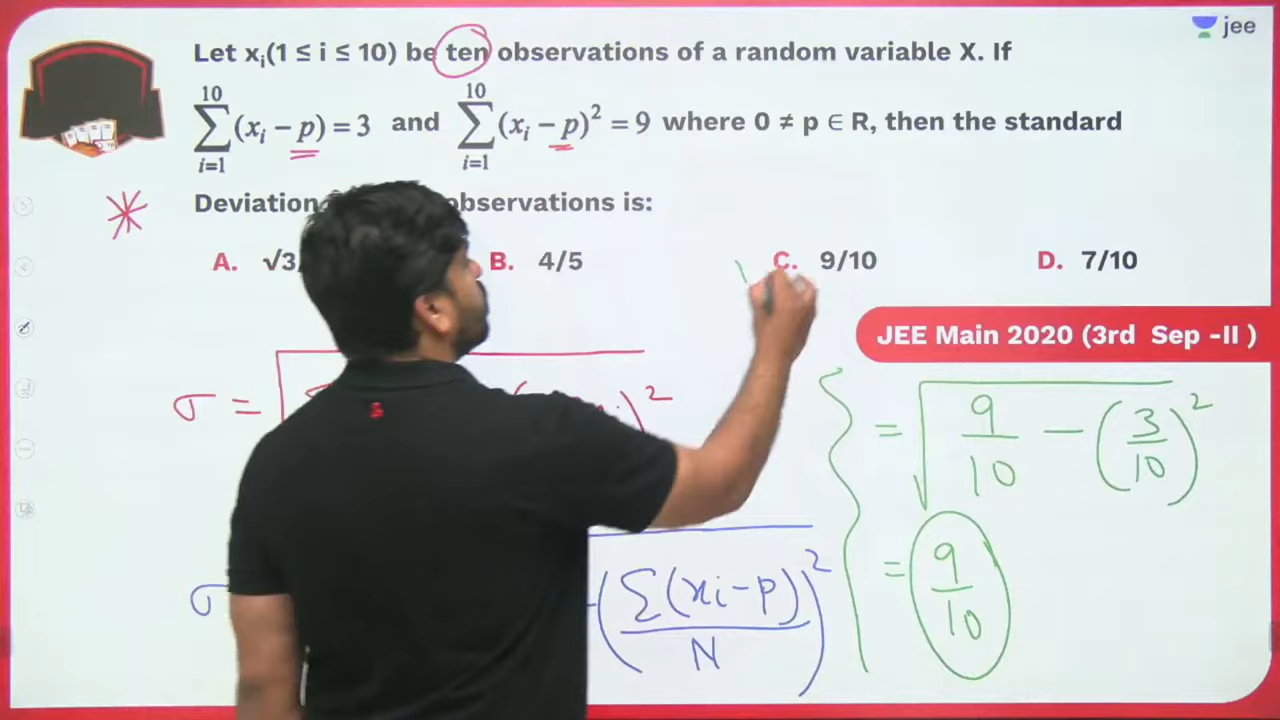 jee
Let xᵢ(1 ≤ i ≤ 10) be ten observations of a random variable X. If
10 10
∑(xᵢ − p) = 3 and ∑(xᵢ − p)² = 9 where 0 ≠ p ∈ R, then the standard
i=1 i=1
Deviation observations is:
A. √3 B. 4/5 C. 9/10 D. 7/10
JEE Main 2020 (3rd Sep -II )
σ = )²
= √(9/10 − (3/10)²)
σ (∑(xi−p)/N)²
= 9/10